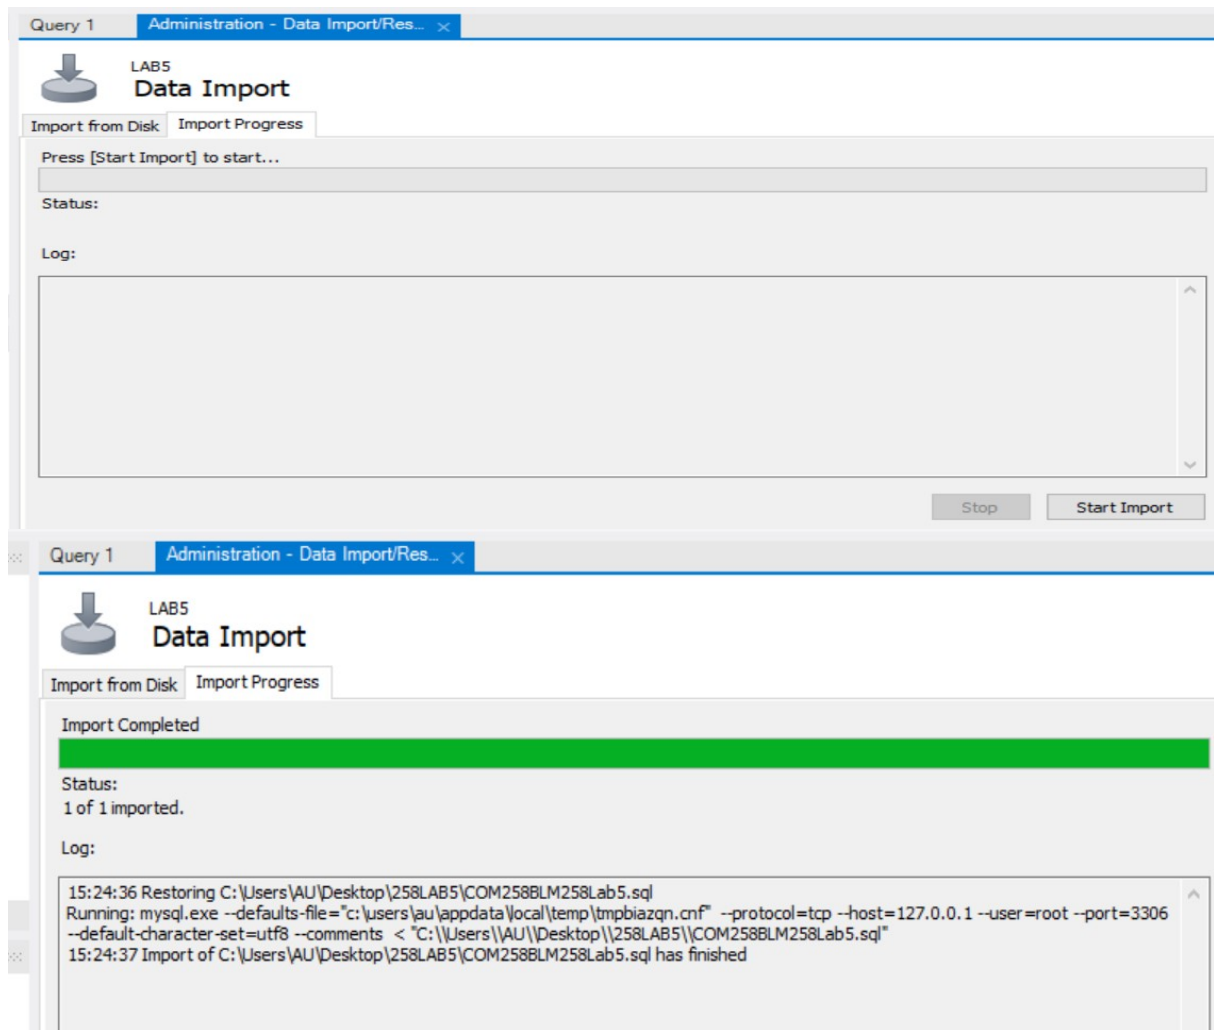 Query 1 Administration - Data Import/Res...
LAB5
Data Import
Import from Disk Import Progress
Press [Start Import] to start...
Status:
Log:
Stop Start Import
Query 1 Administration - Data Import/Res...
LAB5
Data Import
Import from Disk Import Progress
Import Completed
Status:
1 of 1 imported.
Log:
15:24:36 Restoring C:\Users\AU\Desktop\258LAB5\COM258BLM258Lab5.sql
Running: mysql.exe --defaults-file="c:\users\au\appdata\local\temp\tmpbiazqn.cnf" --protocol=tcp --host=127.0.0.1 --user=root --port=3306
--default-character-set=utf8 --comments < "C:\\Users\\AU\\Desktop\\258LAB5\\COM258BLM258Lab5.sql"
15:24:37 Import of C:\Users\AU\Desktop\258LAB5\COM258BLM258Lab5.sql has finished